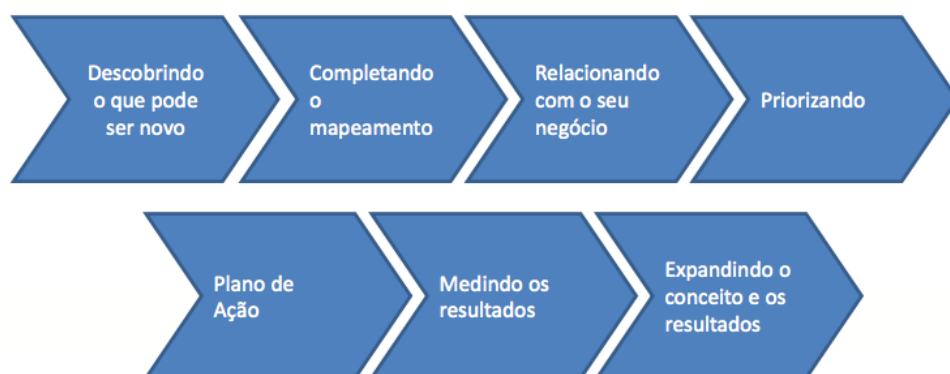 Descobrindo
o que pode
ser novo
Completando
o
mapeamento
Relacionando
com o seu
negócio
Priorizando
Plano de
Ação
Medindo os
resultados
Expandindo o
conceito e os
resultados